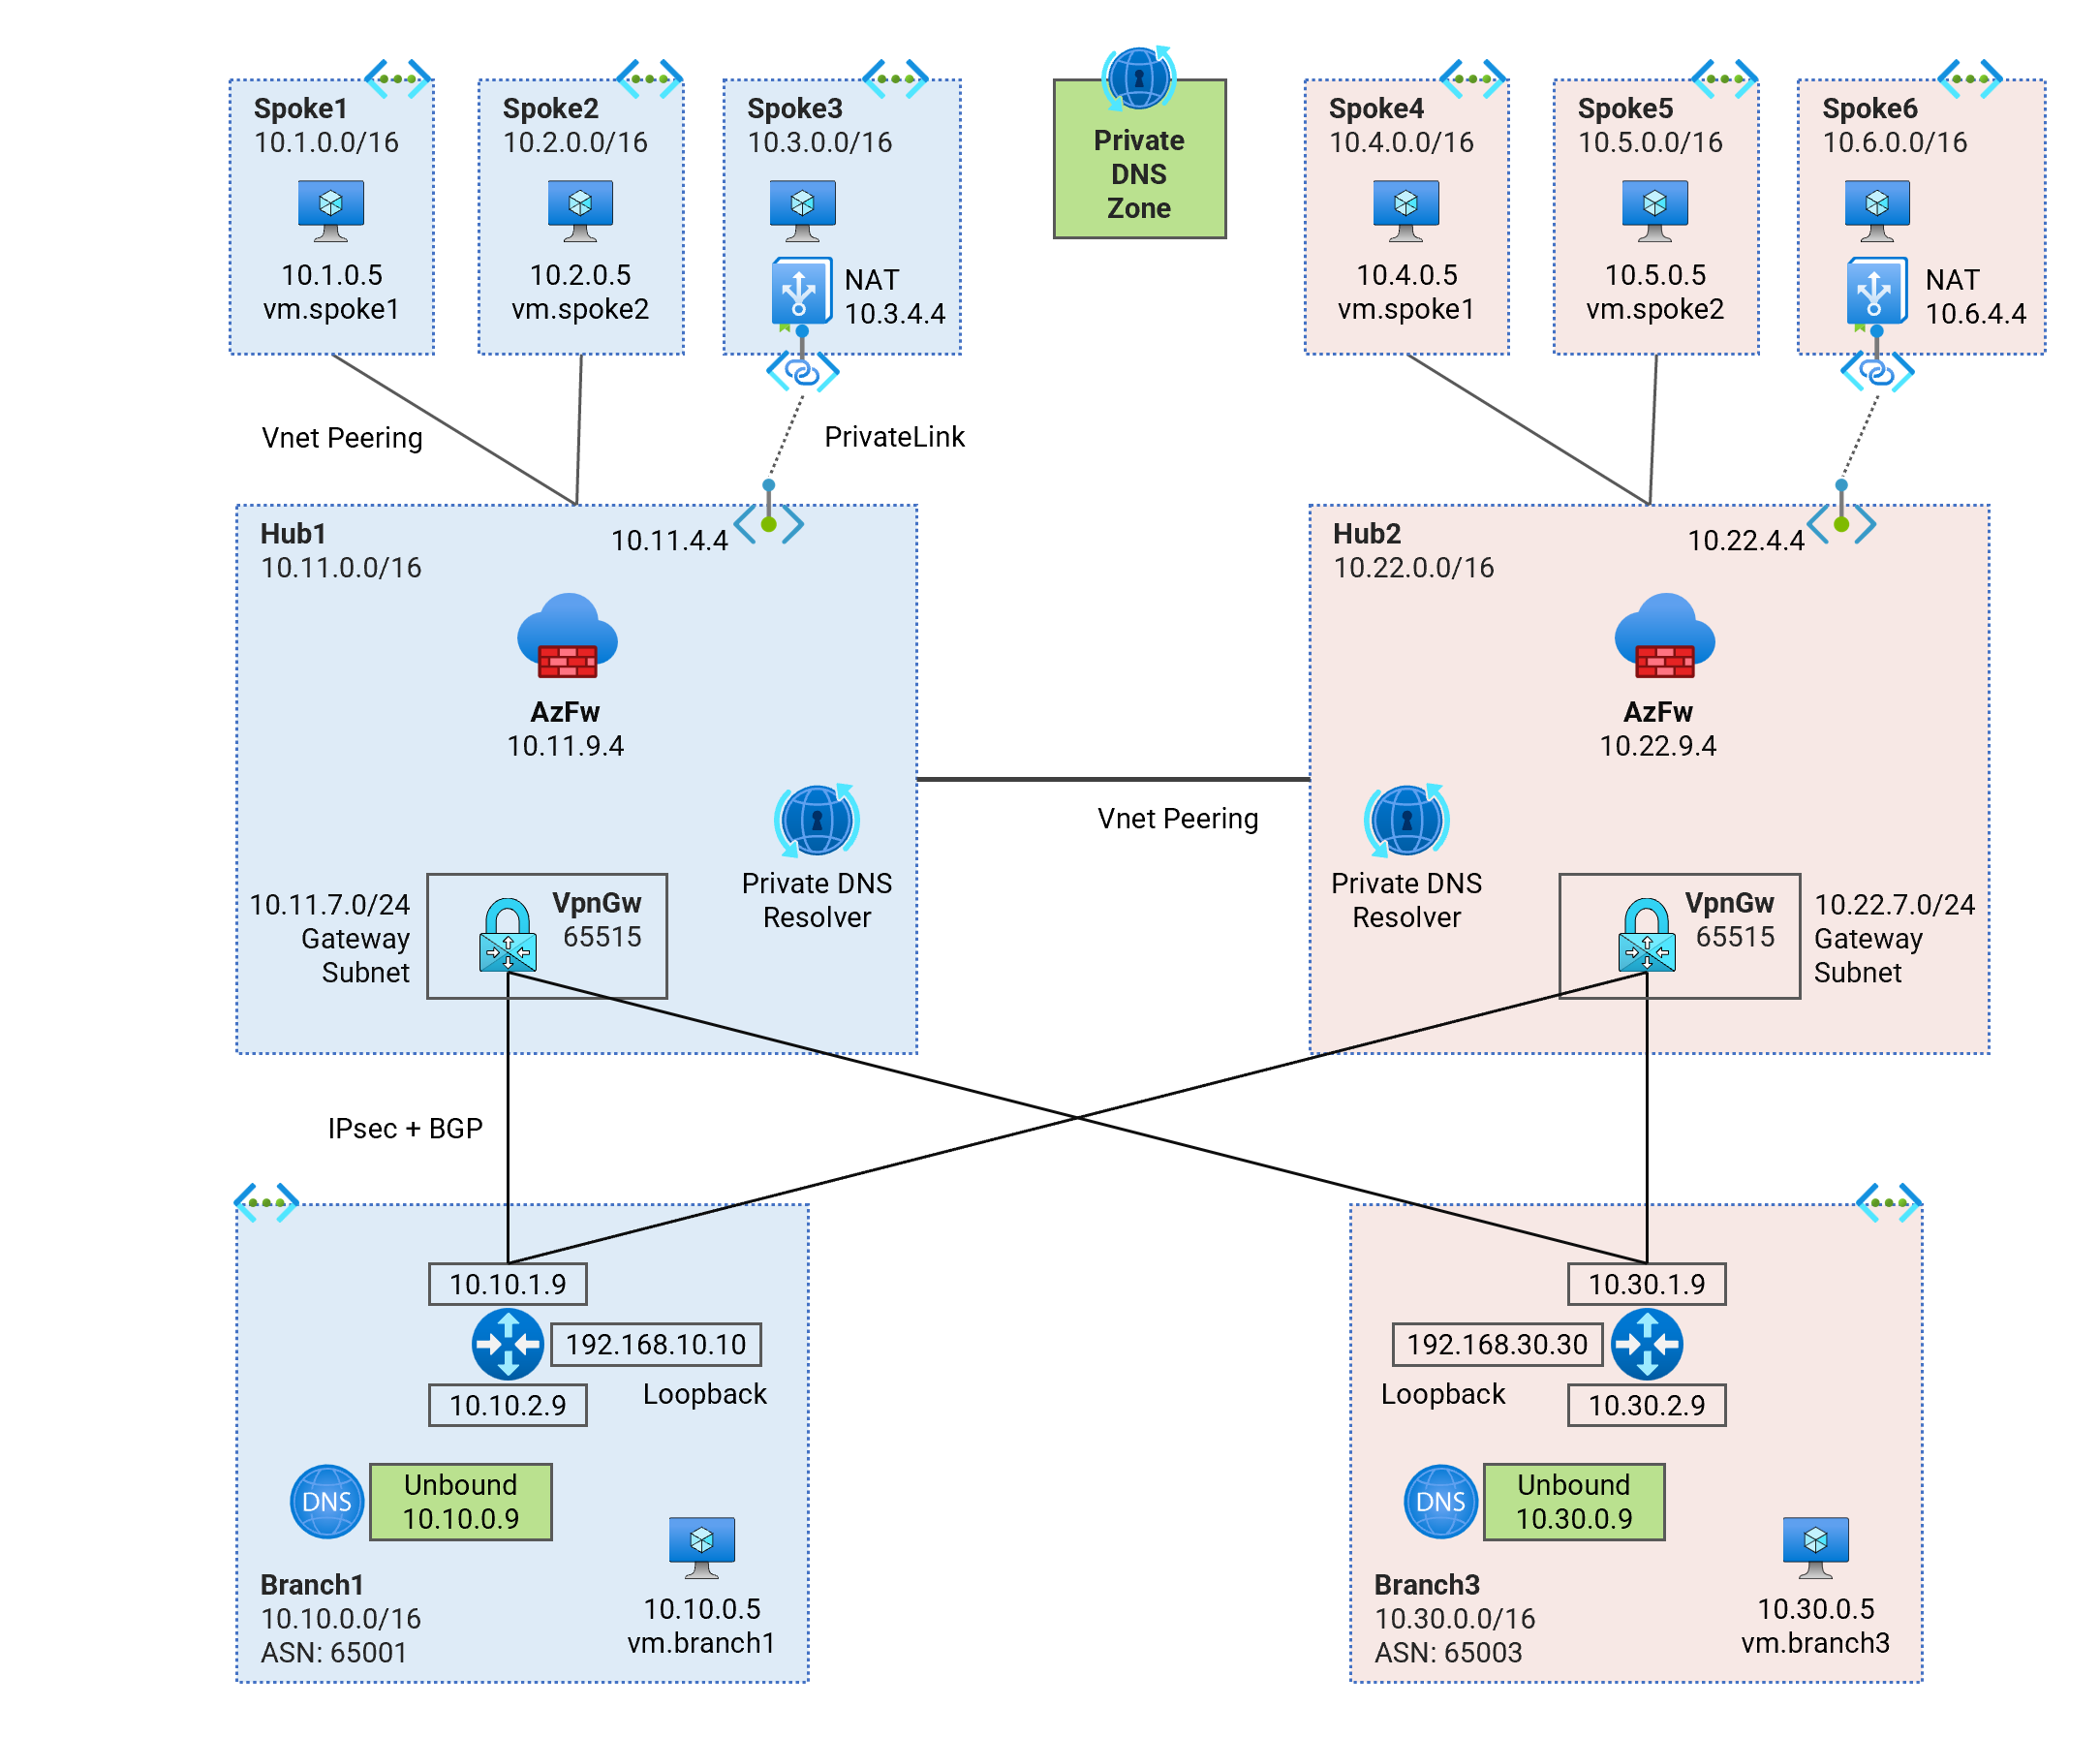 Spoke1
10.1.0.0/16
10.1.0.5
vm.spoke1
Spoke2
10.2.0.0/16
10.2.0.5
vm.spoke2
Spoke3
10.3.0.0/16
NAT
10.3.4.4
Private
DNS
Zone
Spoke4
10.4.0.0/16
10.4.0.5
vm.spoke1
Spoke5
10.5.0.0/16
10.5.0.5
vm.spoke2
Spoke6
10.6.0.0/16
NAT
10.6.4.4
Vnet Peering
PrivateLink
Hub1
10.11.0.0/16
10.11.4.4
AzFw
10.11.9.4
Private DNS
Resolver
10.11.7.0/24
Gateway
Subnet
VpnGw
65515
Vnet Peering
Hub2
10.22.0.0/16
10.22.4.4
AzFw
10.22.9.4
Private DNS
Resolver
VpnGw
65515
10.22.7.0/24
Gateway
Subnet
IPsec + BGP
10.10.1.9
192.168.10.10
Loopback
10.10.2.9
DNS
Unbound
10.10.0.9
Branch1
10.10.0.0/16
ASN: 65001
10.10.0.5
vm.branch1
10.30.1.9
192.168.30.30
Loopback
10.30.2.9
DNS
Unbound
10.30.0.9
Branch3
10.30.0.0/16
ASN: 65003
10.30.0.5
vm.branch3